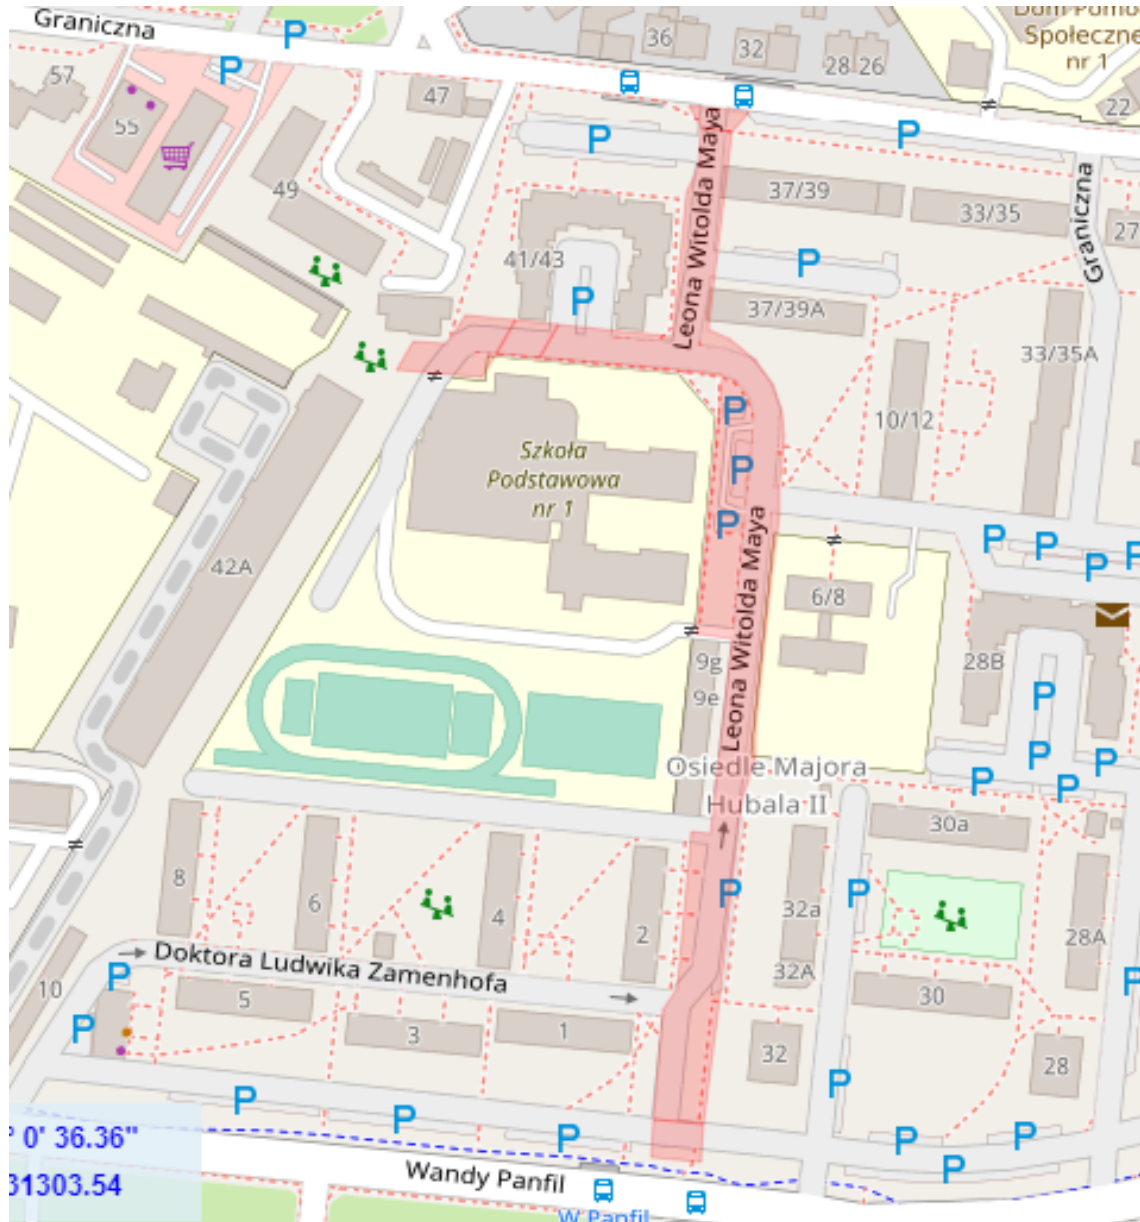 Graniczna
P
36
32
28 26
Dom Pomo
Społeczne
nr 1
57
P
47
22
55
P
P
Leona Witolda Maya
37/39
33/35
Graniczna
27
49
41/43
P
P
37/39A
33/35A
10/12
P
P
P
Szkoła
Podstawowa
nr 1
Leona Witolda Maya
P
P
P
P
42A
6/8
9g
9e
28B
P
Osiedle Majora
Hubala II
P
P
P
P
30a
8
6
4
2
P
32a
P
28A
Doktora Ludwika Zamenhofa
32A
10
P
5
30
P
P
3
1
32
28
P
P
P
P
P
P
P
0' 36.36"
31303.54
Wandy Panfil
W Panfil